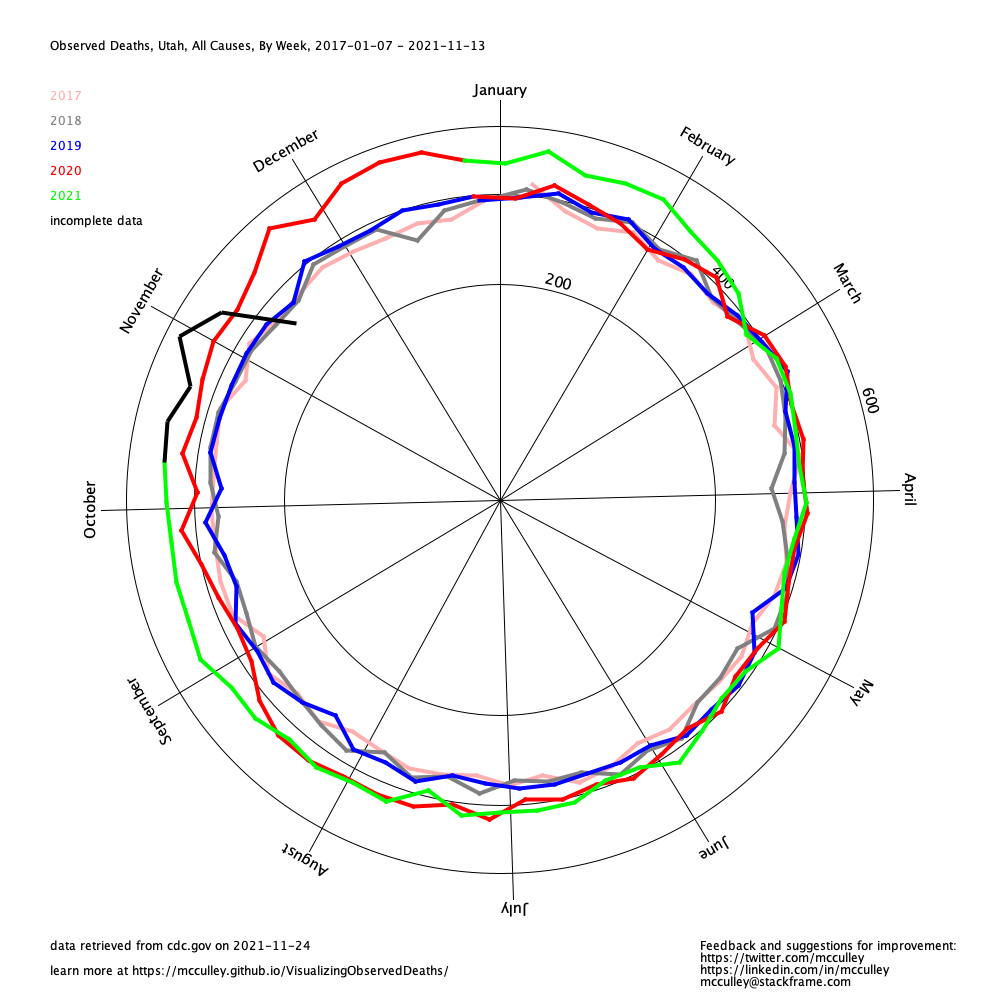 Observed Deaths, Utah, All Causes, By Week, 2017-01-07 - 2021-11-13
2017
2018
2019
2020
2021
incomplete data
January
February
March
April
May
June
July
August
September
October
November
December
200
400
600
data retrieved from cdc.gov on 2021-11-24
learn more at https://mcculley.github.io/VisualizingObservedDeaths/
Feedback and suggestions for improvement:
https://twitter.com/mcculley
https://linkedin.com/in/mcculley
mcculley@stackframe.com